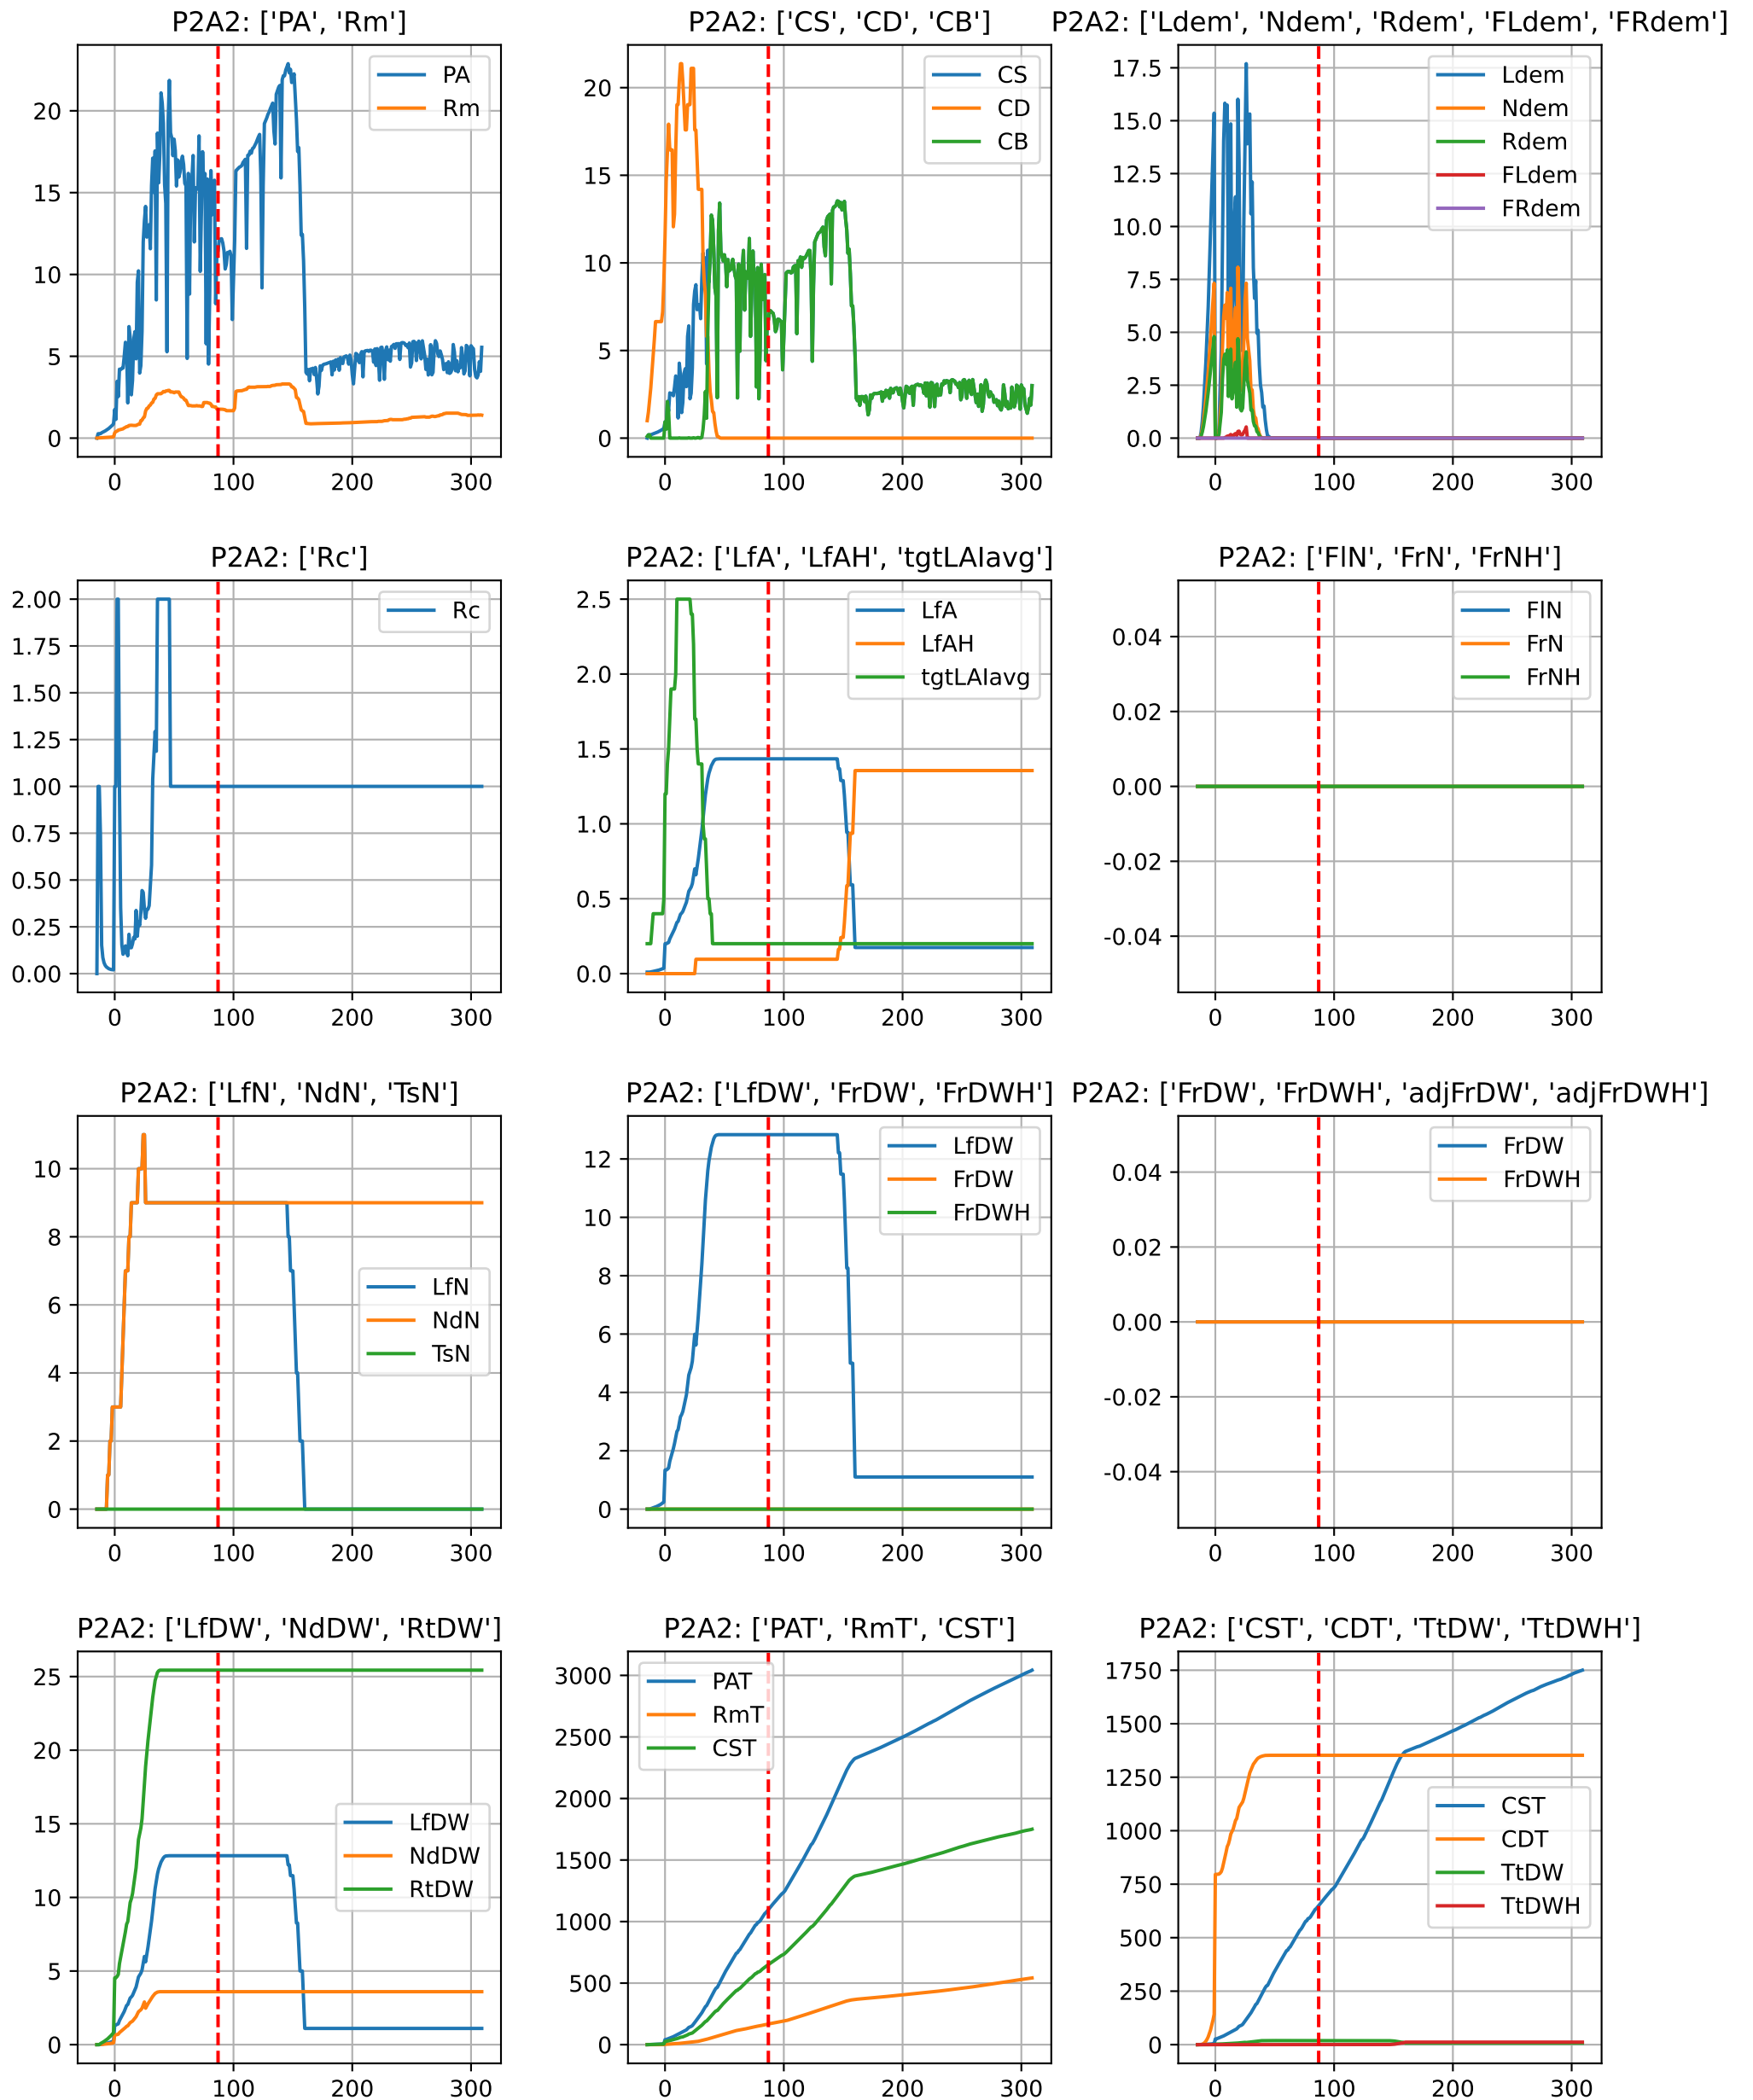 P2A2: ['PA', 'Rm']
PA
Rm
20
15
10
5
0
0 100 200 300
P2A2: ['CS', 'CD', 'CB']
CS
CD
CB
20
15
10
5
0
0 100 200 300
P2A2: ['Ldem', 'Ndem', 'Rdem', 'FLdem', 'FRdem']
Ldem
Ndem
Rdem
FLdem
FRdem
17.5
15.0
12.5
10.0
7.5
5.0
2.5
0.0
0 100 200 300
P2A2: ['Rc']
Rc
2.00
1.75
1.50
1.25
1.00
0.75
0.50
0.25
0.00
0 100 200 300
P2A2: ['LfA', 'LfAH', 'tgtLAIavg']
LfA
LfAH
tgtLAIavg
2.5
2.0
1.5
1.0
0.5
0.0
0 100 200 300
P2A2: ['FlN', 'FrN', 'FrNH']
FlN
FrN
FrNH
0.04
0.02
0.00
-0.02
-0.04
0 100 200 300
P2A2: ['LfN', 'NdN', 'TsN']
LfN
NdN
TsN
10
8
6
4
2
0
0 100 200 300
P2A2: ['LfDW', 'FrDW', 'FrDWH']
LfDW
FrDW
FrDWH
12
10
8
6
4
2
0
0 100 200 300
P2A2: ['FrDW', 'FrDWH', 'adjFrDW', 'adjFrDWH']
FrDW
FrDWH
0.04
0.02
0.00
-0.02
-0.04
0 100 200 300
P2A2: ['LfDW', 'NdDW', 'RtDW']
LfDW
NdDW
RtDW
25
20
15
10
5
0
0 100 200 300
P2A2: ['PAT', 'RmT', 'CST']
PAT
RmT
CST
3000
2500
2000
1500
1000
500
0
0 100 200 300
P2A2: ['CST', 'CDT', 'TtDW', 'TtDWH']
CST
CDT
TtDW
TtDWH
1750
1500
1250
1000
750
500
250
0
0 100 200 300